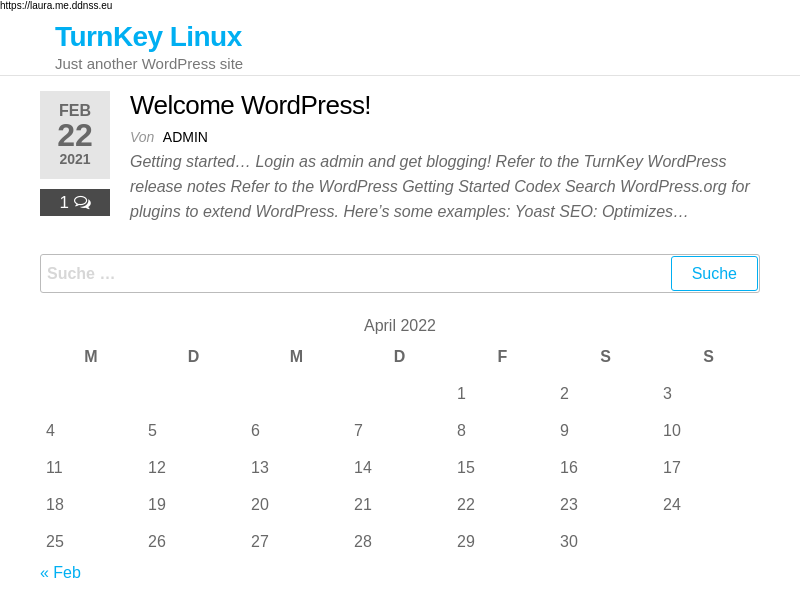 https://laura.me.ddnss.eu
TurnKey Linux
Just another WordPress site
FEB
22
2021
1
Welcome WordPress!
Von ADMIN
Getting started… Login as admin and get blogging! Refer to the TurnKey WordPress
release notes Refer to the WordPress Getting Started Codex Search WordPress.org for
plugins to extend WordPress. Here’s some examples: Yoast SEO: Optimizes…
Suche … Suche
April 2022
M D M D F S S
1 2 3
4 5 6 7 8 9 10
11 12 13 14 15 16 17
18 19 20 21 22 23 24
25 26 27 28 29 30
« Feb